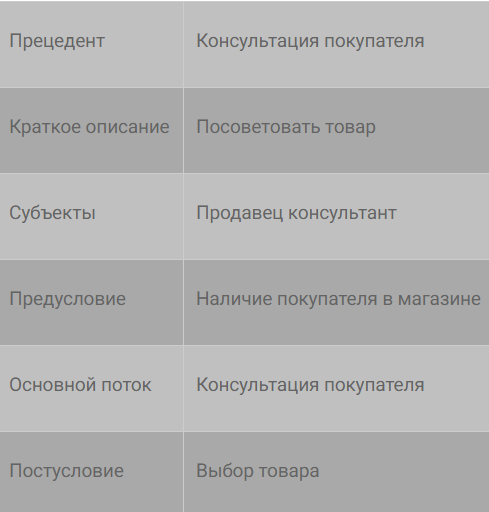 Прецедент Консультация покупателя
Краткое описание Посоветовать товар
Субъекты Продавец консультант
Предусловие Наличие покупателя в магазине
Основной поток Консультация покупателя
Постусловие Выбор товара